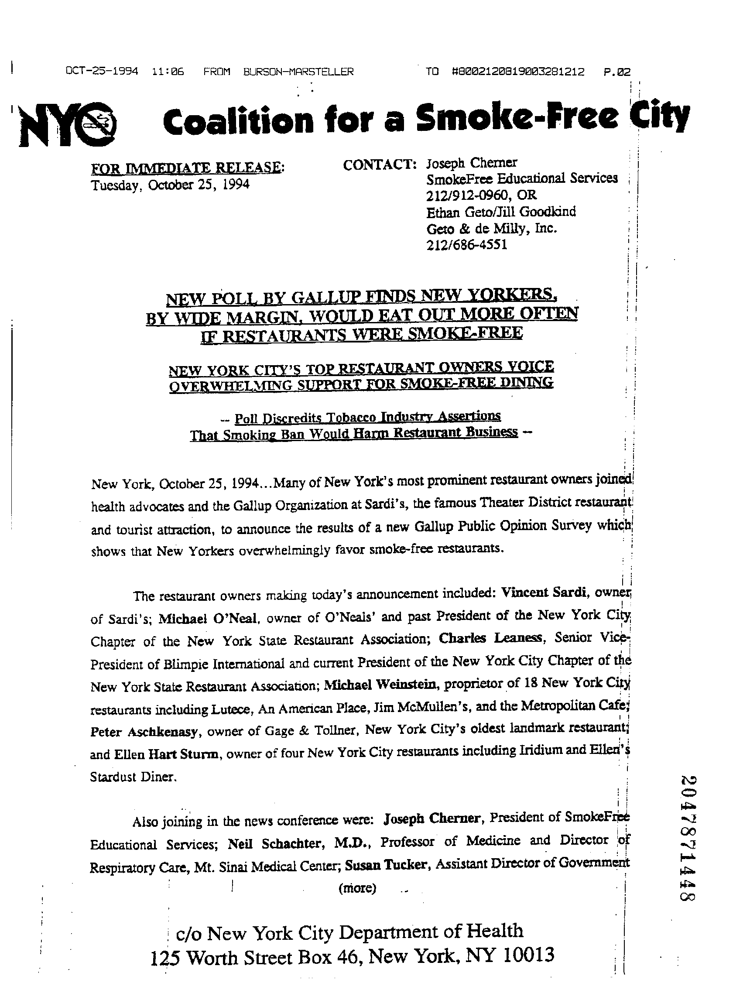 OCT-25-1994 11:06 FROM BURSON-MARSTELLER TO #8002120819003281212 P.02
NYC Coalition for a Smoke-Free City
FOR IMMEDIATE RELEASE:
Tuesday, October 25, 1994
CONTACT: Joseph Cherner
SmokeFree Educational Services
212/912-0960, OR
Ethan Geto/Jill Goodkind
Geto & de Milly, Inc.
212/686-4551
NEW POLL BY GALLUP FINDS NEW YORKERS,
BY WIDE MARGIN, WOULD EAT OUT MORE OFTEN
IF RESTAURANTS WERE SMOKE-FREE
NEW YORK CITY'S TOP RESTAURANT OWNERS VOICE
OVERWHELMING SUPPORT FOR SMOKE-FREE DINING
-- Poll Discredits Tobacco Industry Assertions
That Smoking Ban Would Harm Restaurant Business --
New York, October 25, 1994...Many of New York's most prominent restaurant owners joined
health advocates and the Gallup Organization at Sardi's, the famous Theater District restaurant
and tourist attraction, to announce the results of a new Gallup Public Opinion Survey which
shows that New Yorkers overwhelmingly favor smoke-free restaurants.
The restaurant owners making today's announcement included: Vincent Sardi, owner
of Sardi's; Michael O'Neal, owner of O'Neals' and past President of the New York City
Chapter of the New York State Restaurant Association; Charles Leaness, Senior Vice-
President of Blimpie International and current President of the New York City Chapter of the
New York State Restaurant Association; Michael Weinstein, proprietor of 18 New York City
restaurants including Lutece, An American Place, Jim McMullen's, and the Metropolitan Cafe;
Peter Aschkenasy, owner of Gage & Tollner, New York City's oldest landmark restaurant;
and Ellen Hart Sturm, owner of four New York City restaurants including Iridium and Ellen's
Stardust Diner.
Also joining in the news conference were: Joseph Cherner, President of SmokeFree
Educational Services; Neil Schachter, M.D., Professor of Medicine and Director of
Respiratory Care, Mt. Sinai Medical Center; Susan Tucker, Assistant Director of Government
(more)
c/o New York City Department of Health
125 Worth Street Box 46, New York, NY 10013
2047871448